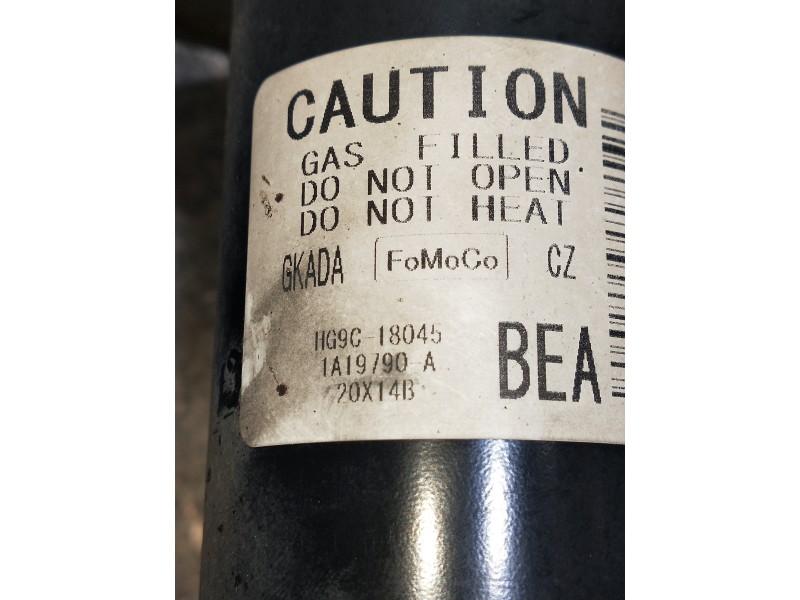 CAUTION
GAS FILLED
DO NOT OPEN
DO NOT HEAT
GKADA FoMoCo CZ
HG9C-18045
1A19790-A
20X14B
BEA